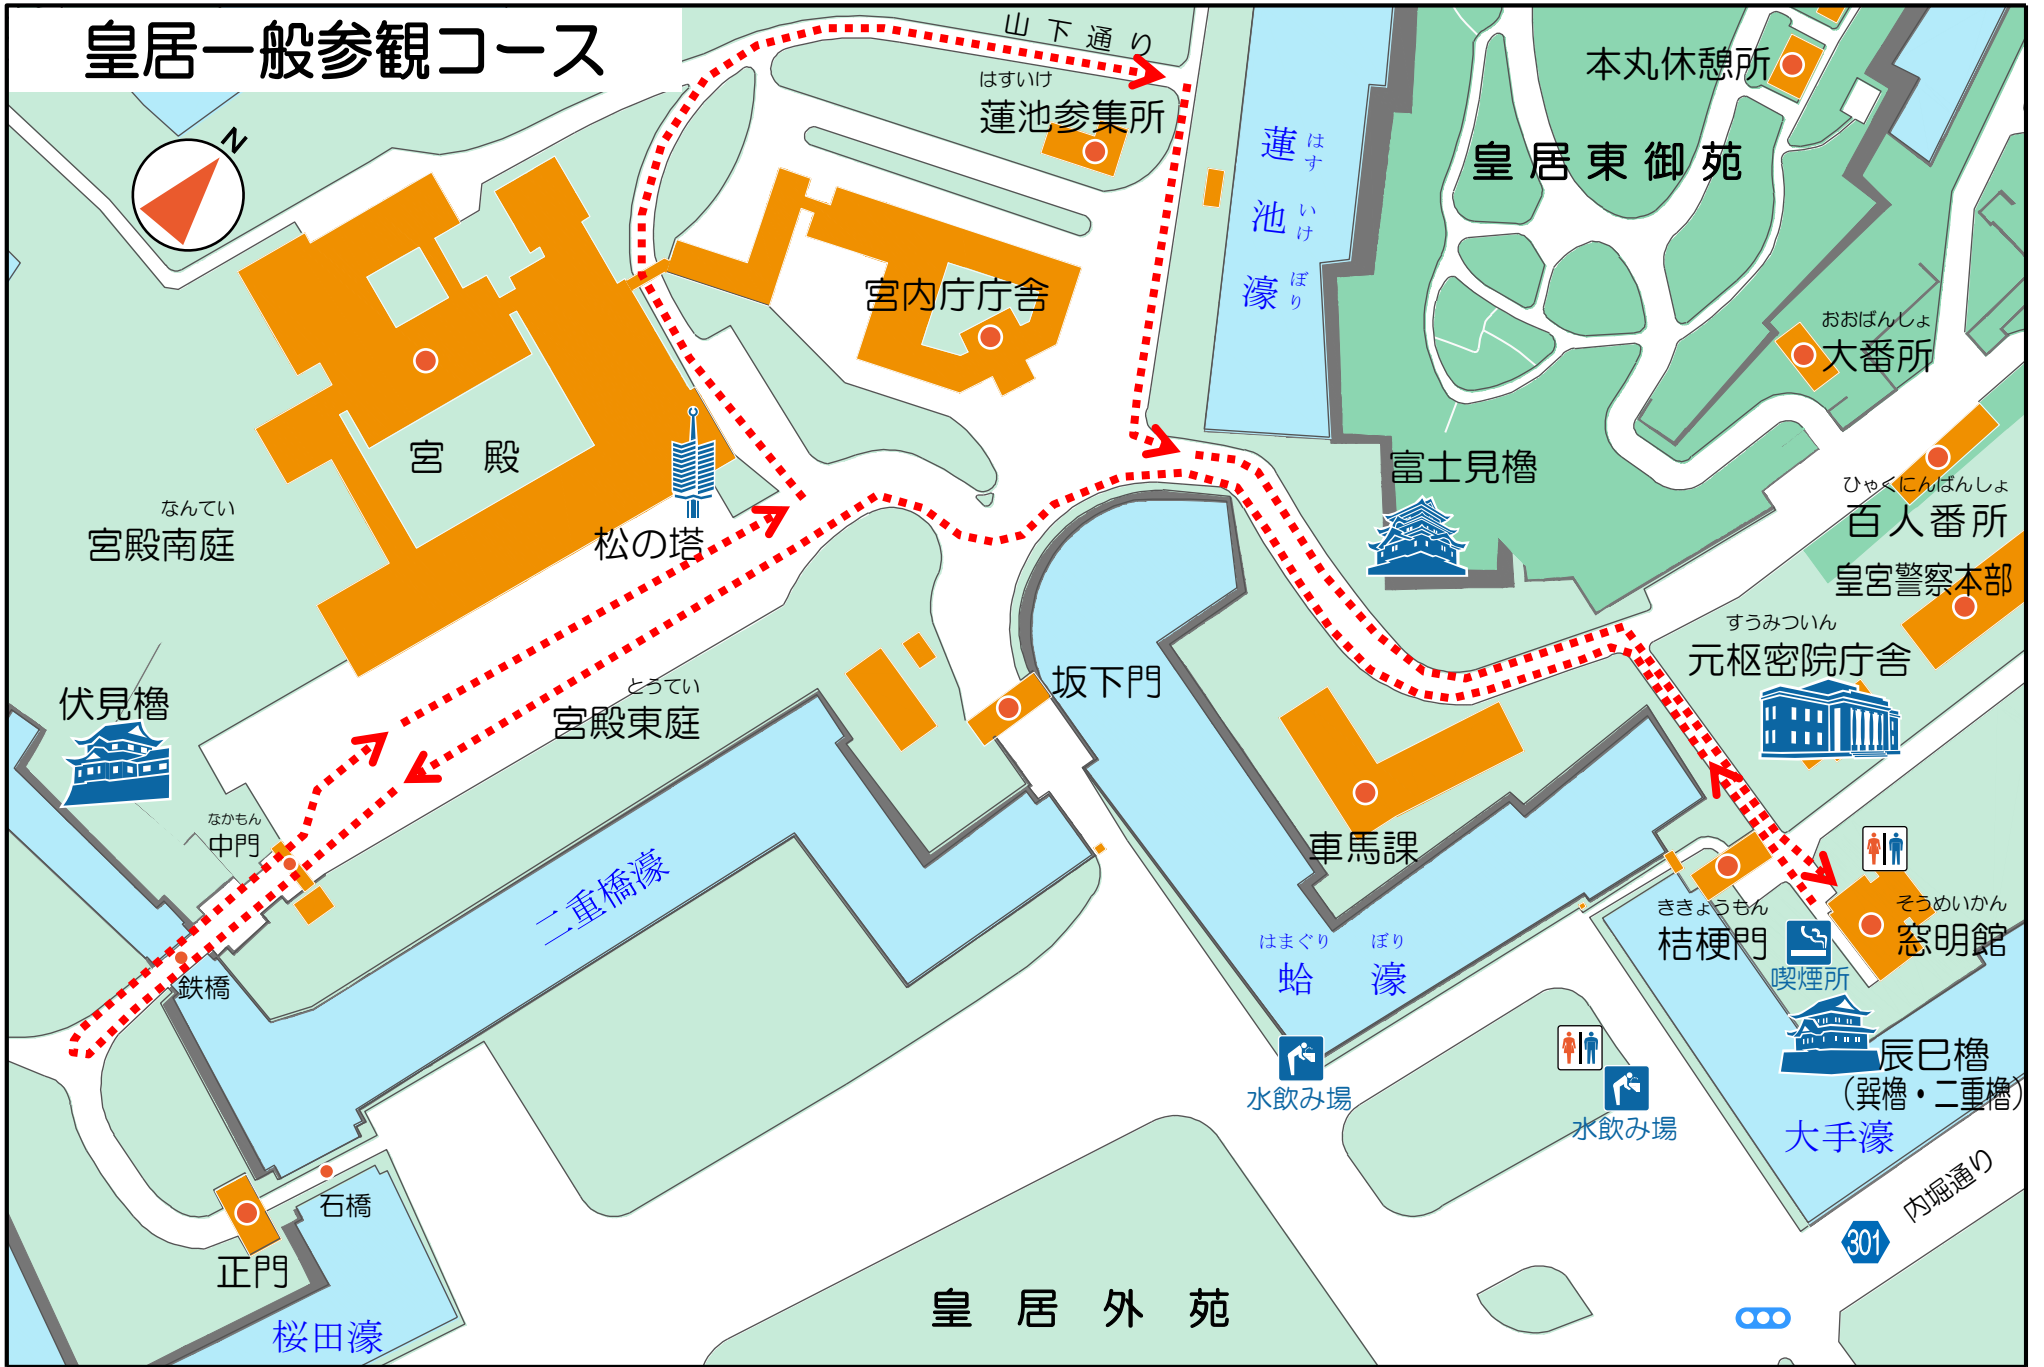 皇居一般参観コース
N
山下通り
はすいけ
蓮池参集所
本丸休憩所
皇居東御苑
蓮池濠
はすいけぼり
宮内庁庁舎
おおばんしょ
大番所
宮殿
富士見櫓
ひゃくにんばんしょ
百人番所
なんてい
宮殿南庭
松の塔
皇宮警察本部
すうみついん
元枢密院庁舎
伏見櫓
とうてい
宮殿東庭
坂下門
なかもん
中門
車馬課
二重橋濠
ききょうもん
桔梗門
そうめいかん
窓明館
はまぐり ぼり
蛤濠
喫煙所
鉄橋
辰巳櫓
(巽櫓・二重櫓)
水飲み場
水飲み場
大手濠
内堀通り
石橋
301
正門
皇居外苑
桜田濠